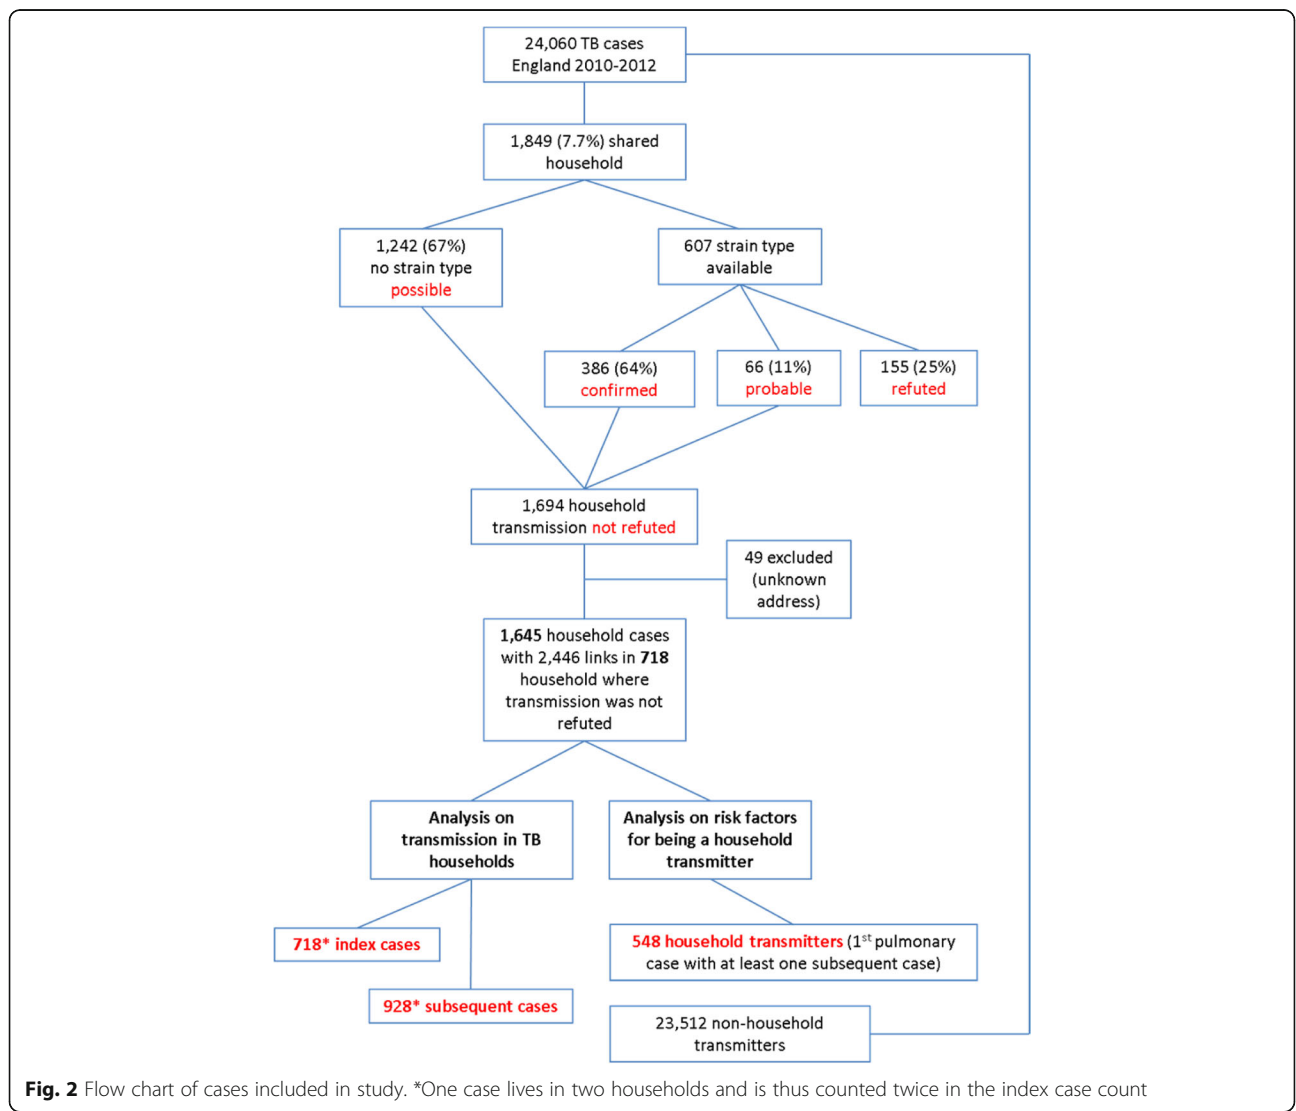 24,060 TB cases
England 2010-2012
1,849 (7.7%) shared
household
1,242 (67%)
no strain type
possible
607 strain type
available
386 (64%)
confirmed
66 (11%)
probable
155 (25%)
refuted
1,694 household
transmission not refuted
49 excluded
(unknown
address)
1,645 household cases
with 2,446 links in 718
household where
transmission was not
refuted
Analysis on
transmission in TB
households
Analysis on risk factors
for being a household
transmitter
718* index cases
928* subsequent cases
548 household transmitters (1st pulmonary
case with at least one subsequent case)
23,512 non-household
transmitters
Fig. 2 Flow chart of cases included in study. *One case lives in two households and is thus counted twice in the index case count